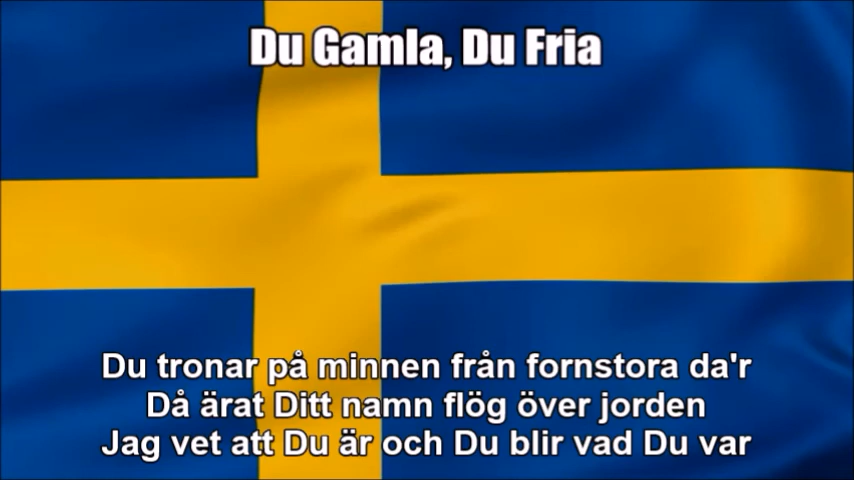 Du Gamla, Du Fria
Du tronar på minnen från fornstora da'r
Då ärat Ditt namn flög över jorden
Jag vet att Du är och Du blir vad Du var